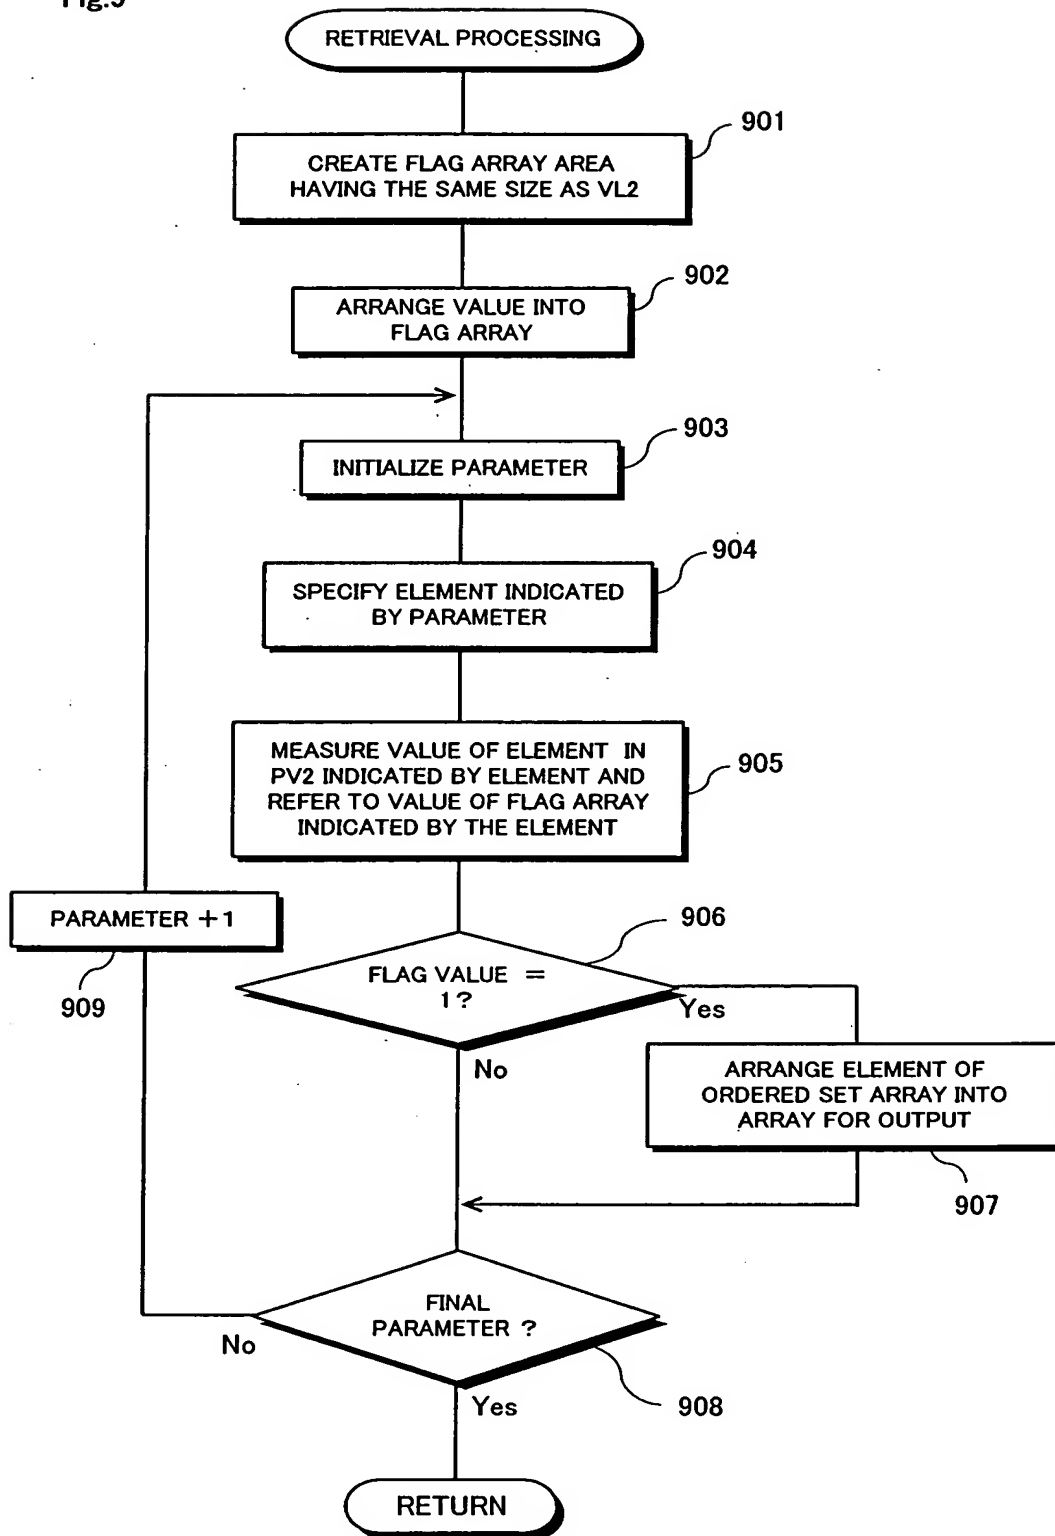 Fig.9
RETRIEVAL PROCESSING
901
CREATE FLAG ARRAY AREA
HAVING THE SAME SIZE AS VL2
902
ARRANGE VALUE INTO
FLAG ARRAY
903
INITIALIZE PARAMETER
904
SPECIFY ELEMENT INDICATED
BY PARAMETER
MEASURE VALUE OF ELEMENT IN
PV2 INDICATED BY ELEMENT AND
REFER TO VALUE OF FLAG ARRAY
INDICATED BY THE ELEMENT
905
PARAMETER +1
909
906
FLAG VALUE =
1?
Yes
No
ARRANGE ELEMENT OF
ORDERED SET ARRAY INTO
ARRAY FOR OUTPUT
907
FINAL
PARAMETER ?
No
Yes
908
RETURN